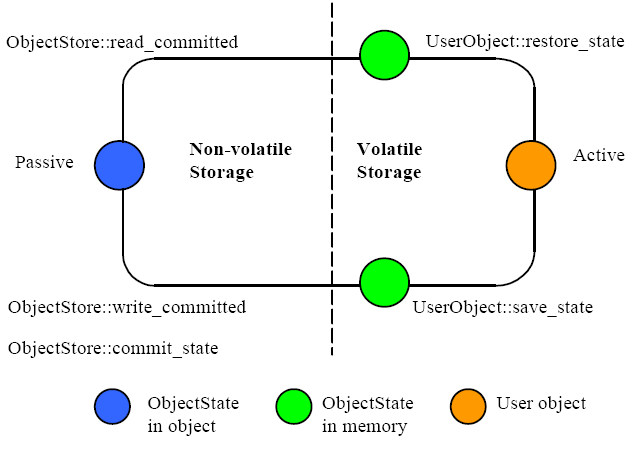 ObjectStore::read_committed
UserObject::restore_state
Non-volatile
Storage
Volatile
Storage
Passive
Active
ObjectStore::write_committed
UserObject::save_state
ObjectStore::commit_state
ObjectState
in object
ObjectState
in memory
User object